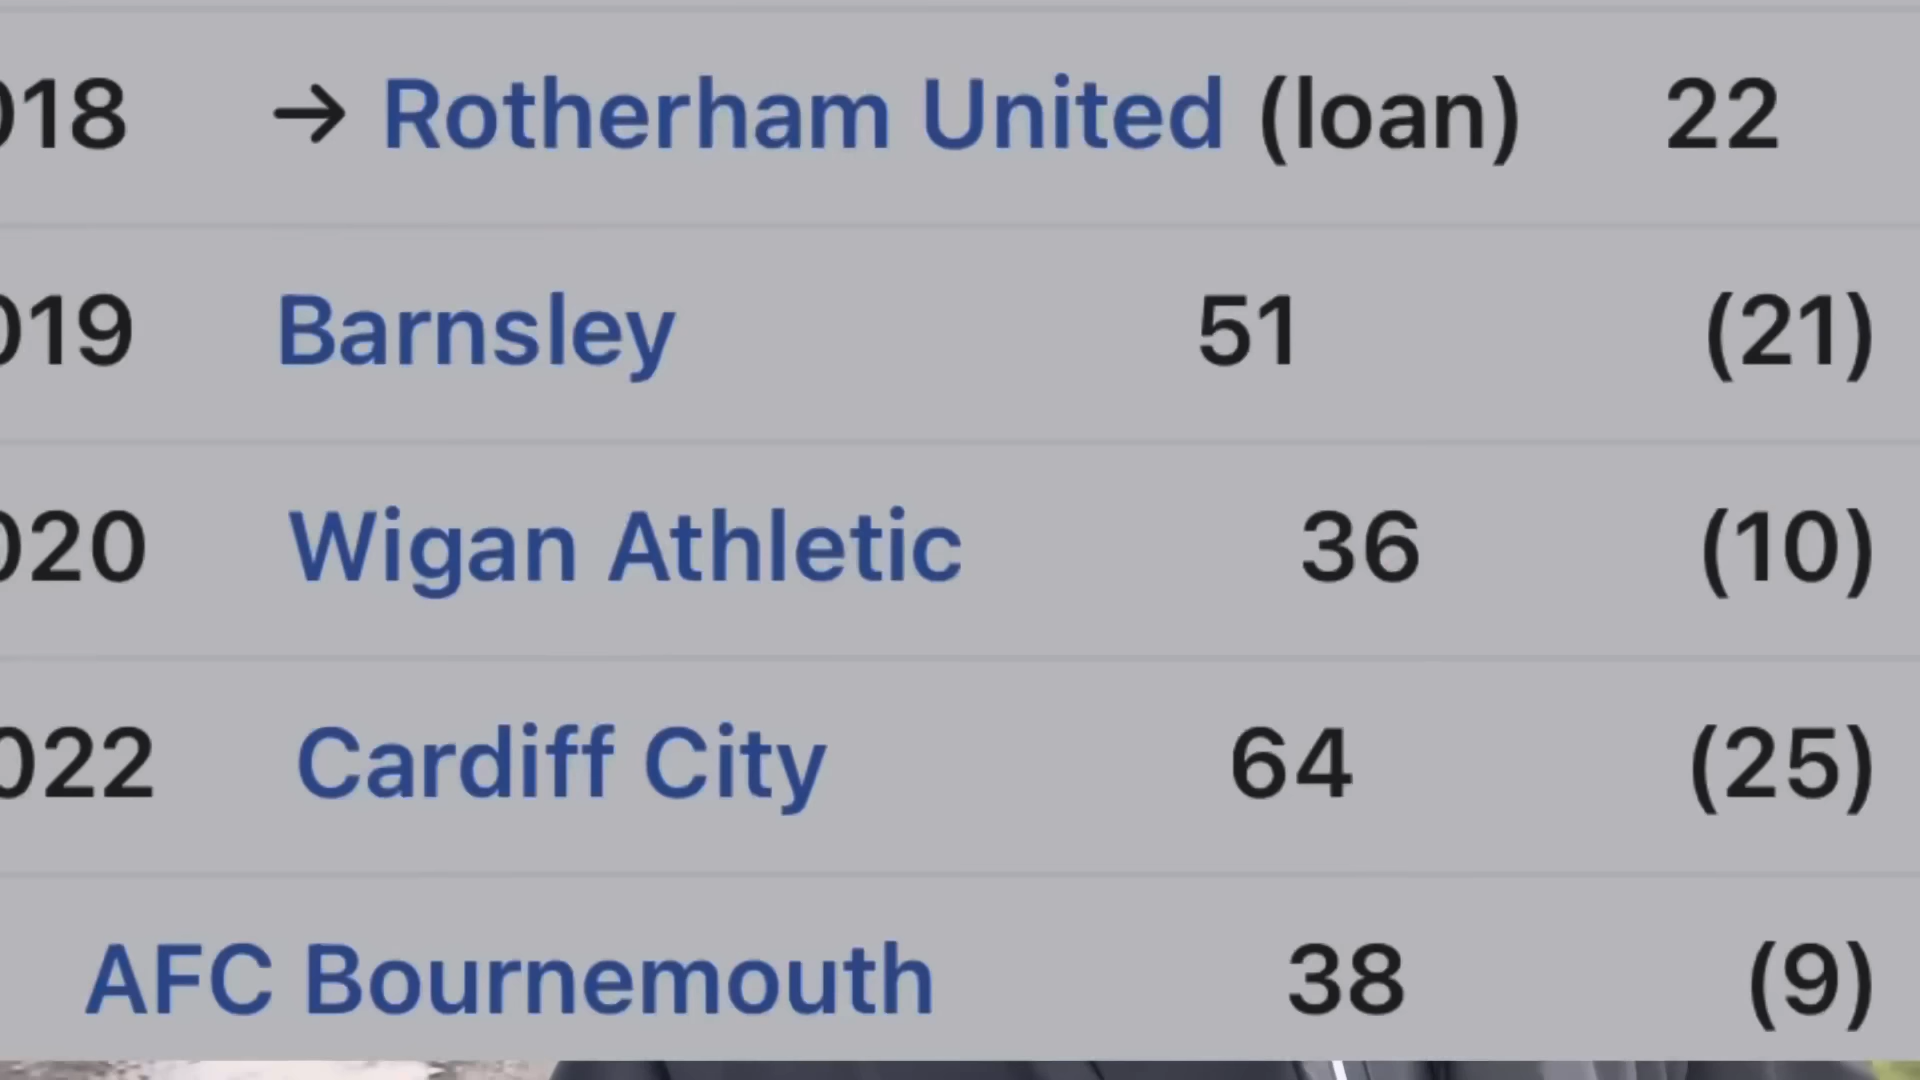 018 → Rotherham United (loan) 22
019 Barnsley 51 (21)
020 Wigan Athletic 36 (10)
022 Cardiff City 64 (25)
AFC Bournemouth 38 (9)